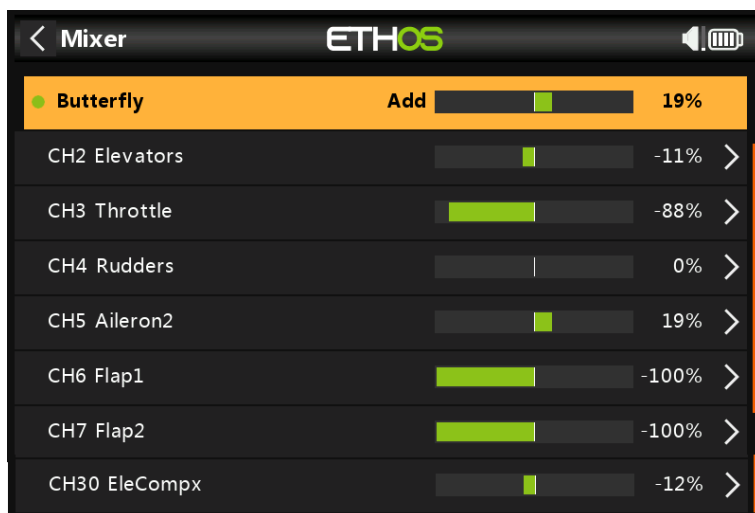 Mixer ETHOS
Butterfly Add 19%
CH2 Elevators -11%
CH3 Throttle -88%
CH4 Rudders 0%
CH5 Aileron2 19%
CH6 Flap1 -100%
CH7 Flap2 -100%
CH30 EleCompx -12%